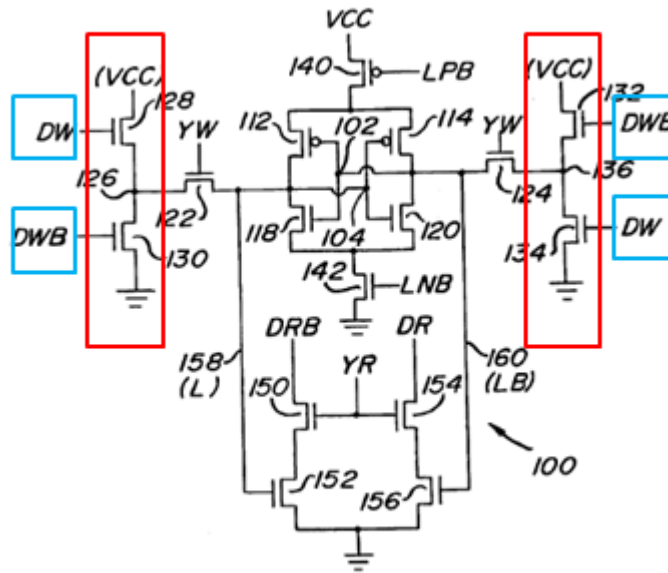 VCC
140
LPB
(VCC)
128
DW
YW
112
102
114
YW
(VCC)
132
DWB
126
122
124
136
DWB
130
118
104
120
134
DW
142
LNB
DRB
DR
158
(L)
150
YR
154
160
(LB)
100
152
156